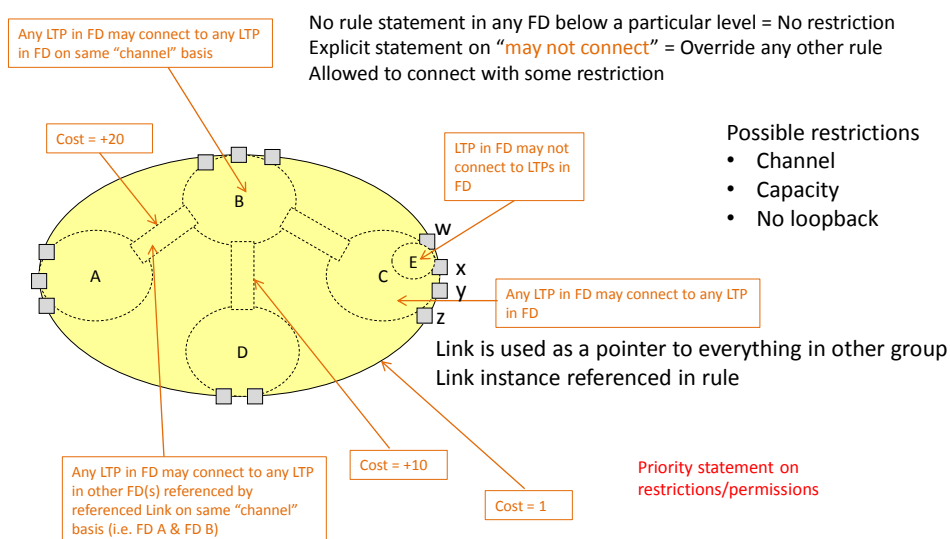 No rule statement in any FD below a particular level = No restriction
Explicit statement on “may not connect” = Override any other rule
Allowed to connect with some restriction
Any LTP in FD may connect to any LTP
in FD on same “channel” basis
Cost = +20
LTP in FD may not
connect to LTPs in
FD
Possible restrictions
• Channel
• Capacity
• No loopback
B
A
C
E
D
w
x
y
z
Any LTP in FD may connect to any LTP
in FD
Link is used as a pointer to everything in other group
Link instance referenced in rule
Any LTP in FD may connect to any LTP
in other FD(s) referenced by
referenced Link on same “channel”
basis (i.e. FD A & FD B)
Cost = +10
Cost = 1
Priority statement on
restrictions/permissions